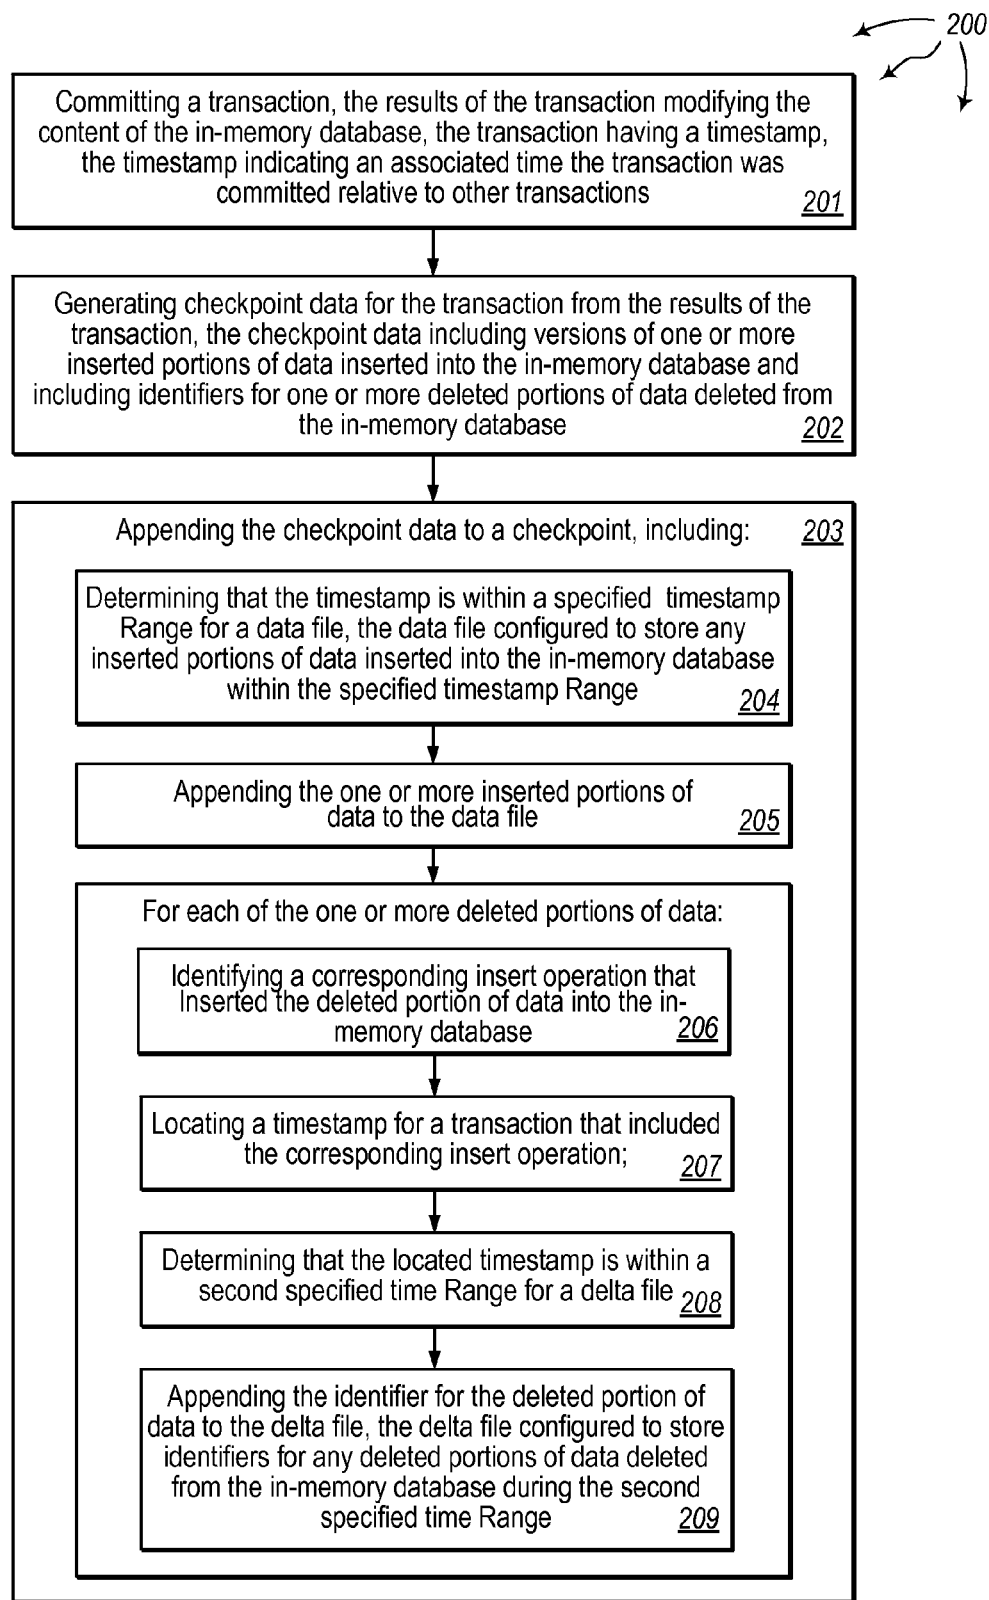 200
Committing a transaction, the results of the transaction modifying the
content of the in-memory database, the transaction having a timestamp,
the timestamp indicating an associated time the transaction was
committed relative to other transactions
201
Generating checkpoint data for the transaction from the results of the
transaction, the checkpoint data including versions of one or more
inserted portions of data inserted into the in-memory database and
including identifiers for one or more deleted portions of data deleted from
the in-memory database
202
Appending the checkpoint data to a checkpoint, including:
203
Determining that the timestamp is within a specified timestamp
Range for a data file, the data file configured to store any
inserted portions of data inserted into the in-memory database
within the specified timestamp Range
204
Appending the one or more inserted portions of
data to the data file
205
For each of the one or more deleted portions of data:
Identifying a corresponding insert operation that
Inserted the deleted portion of data into the in-
memory database
206
Locating a timestamp for a transaction that included
the corresponding insert operation;
207
Determining that the located timestamp is within a
second specified time Range for a delta file
208
Appending the identifier for the deleted portion of
data to the delta file, the delta file configured to store
identifiers for any deleted portions of data deleted
from the in-memory database during the second
specified time Range
209